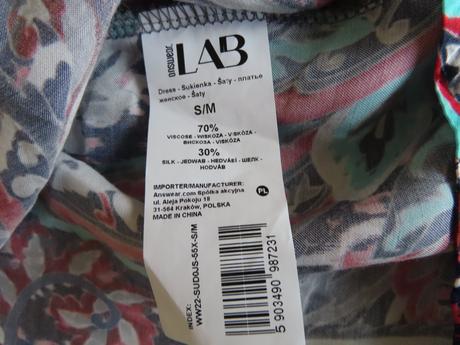 answear LAB
Dress - Sukienka - Šaty - платье
женское - Šaty
S/M
70%
VISCOSE - WISKOZA - VISKÓZA -
ВИСКОЗА - VISKÓZA
30%
SILK - JEDWAB - HEDVÁBÍ - ШЕЛК -
HODVÁB
IMPORTER/MANUFACTURER:
Answear.com Spółka akcyjna
ul. Aleja Pokoju 18
31-564 Kraków, POLSKA
MADE IN CHINA
PL
INDEX:
WW22-SUD0JS-55X-S/M
5 903490 987231